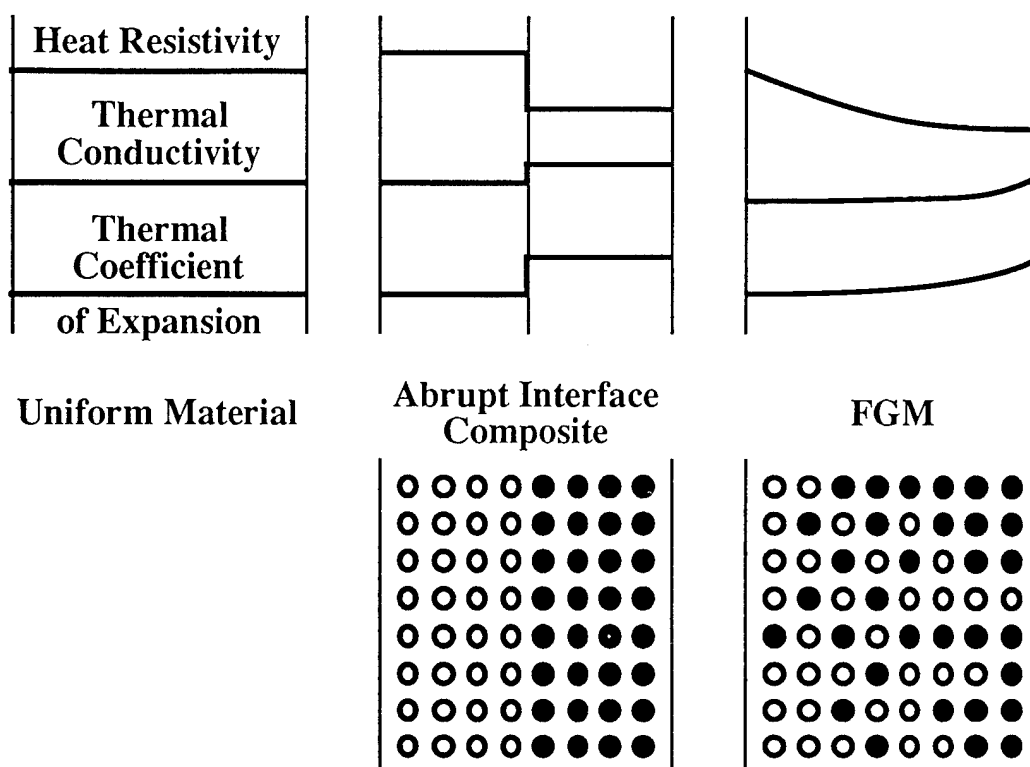 Heat Resistivity
Thermal
Conductivity
Thermal
Coefficient
of Expansion
Uniform Material
Abrupt Interface
Composite
FGM